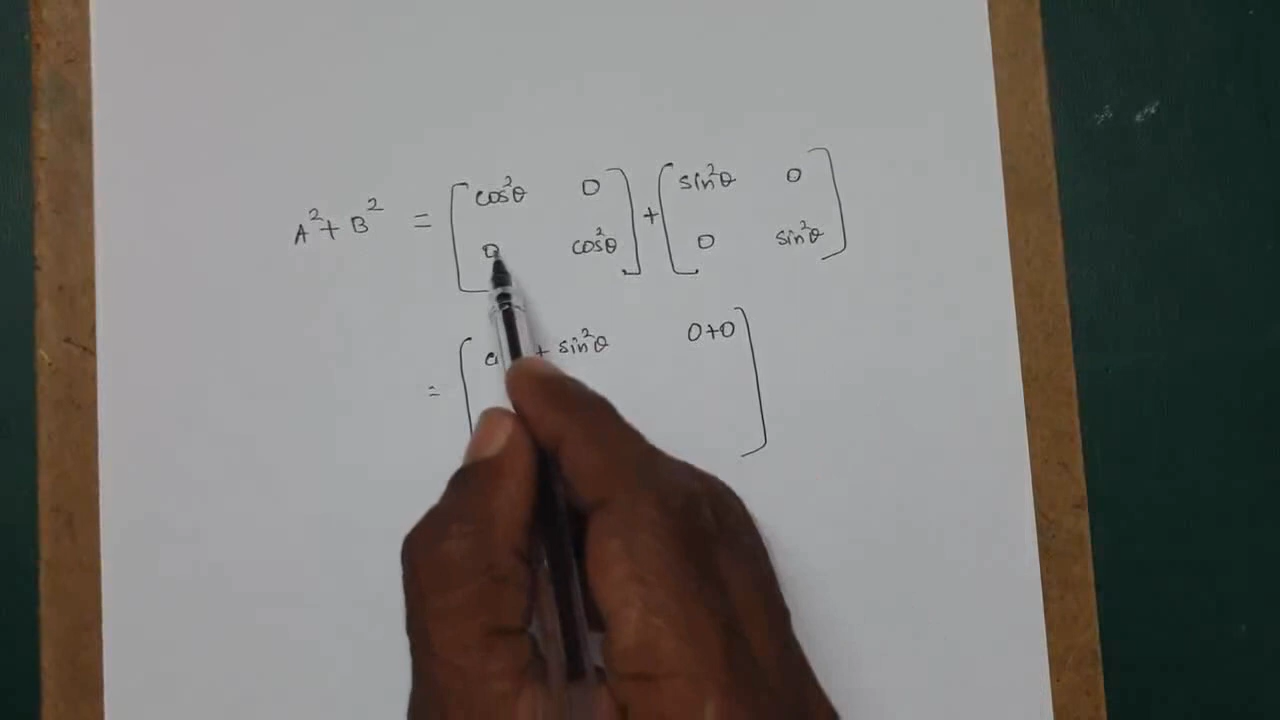 A² + B² = [cos²θ 0 0 cos²θ] + [sin²θ 0 0 sin²θ]
= [ + sin²θ 0+0]